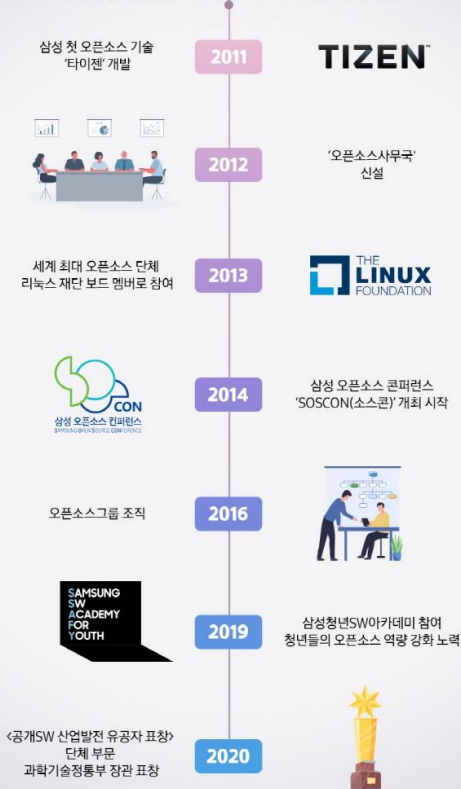 삼성 첫 오픈소스 기술
'타이젠' 개발
2011
TIZEN™
2012
'오픈소스사무국'
신설
세계 최대 오픈소스 단체
리눅스 재단 보드 멤버로 참여
2013
THE
LINUX
FOUNDATION
CON
삼성 오픈소스 컨퍼런스
SAMSUNG OPEN SOURCE CONFERENCE
2014
삼성 오픈소스 콘퍼런스
'SOSCON(소스콘)' 개최 시작
오픈소스그룹 조직
2016
SAMSUNG
SW
ACADEMY
FOR
YOUTH
2019
삼성청년SW아카데미 참여
청년들의 오픈소스 역량 강화 노력
<공개SW 산업발전 유공자 표창>
단체 부문
과학기술정통부 장관 표창
2020